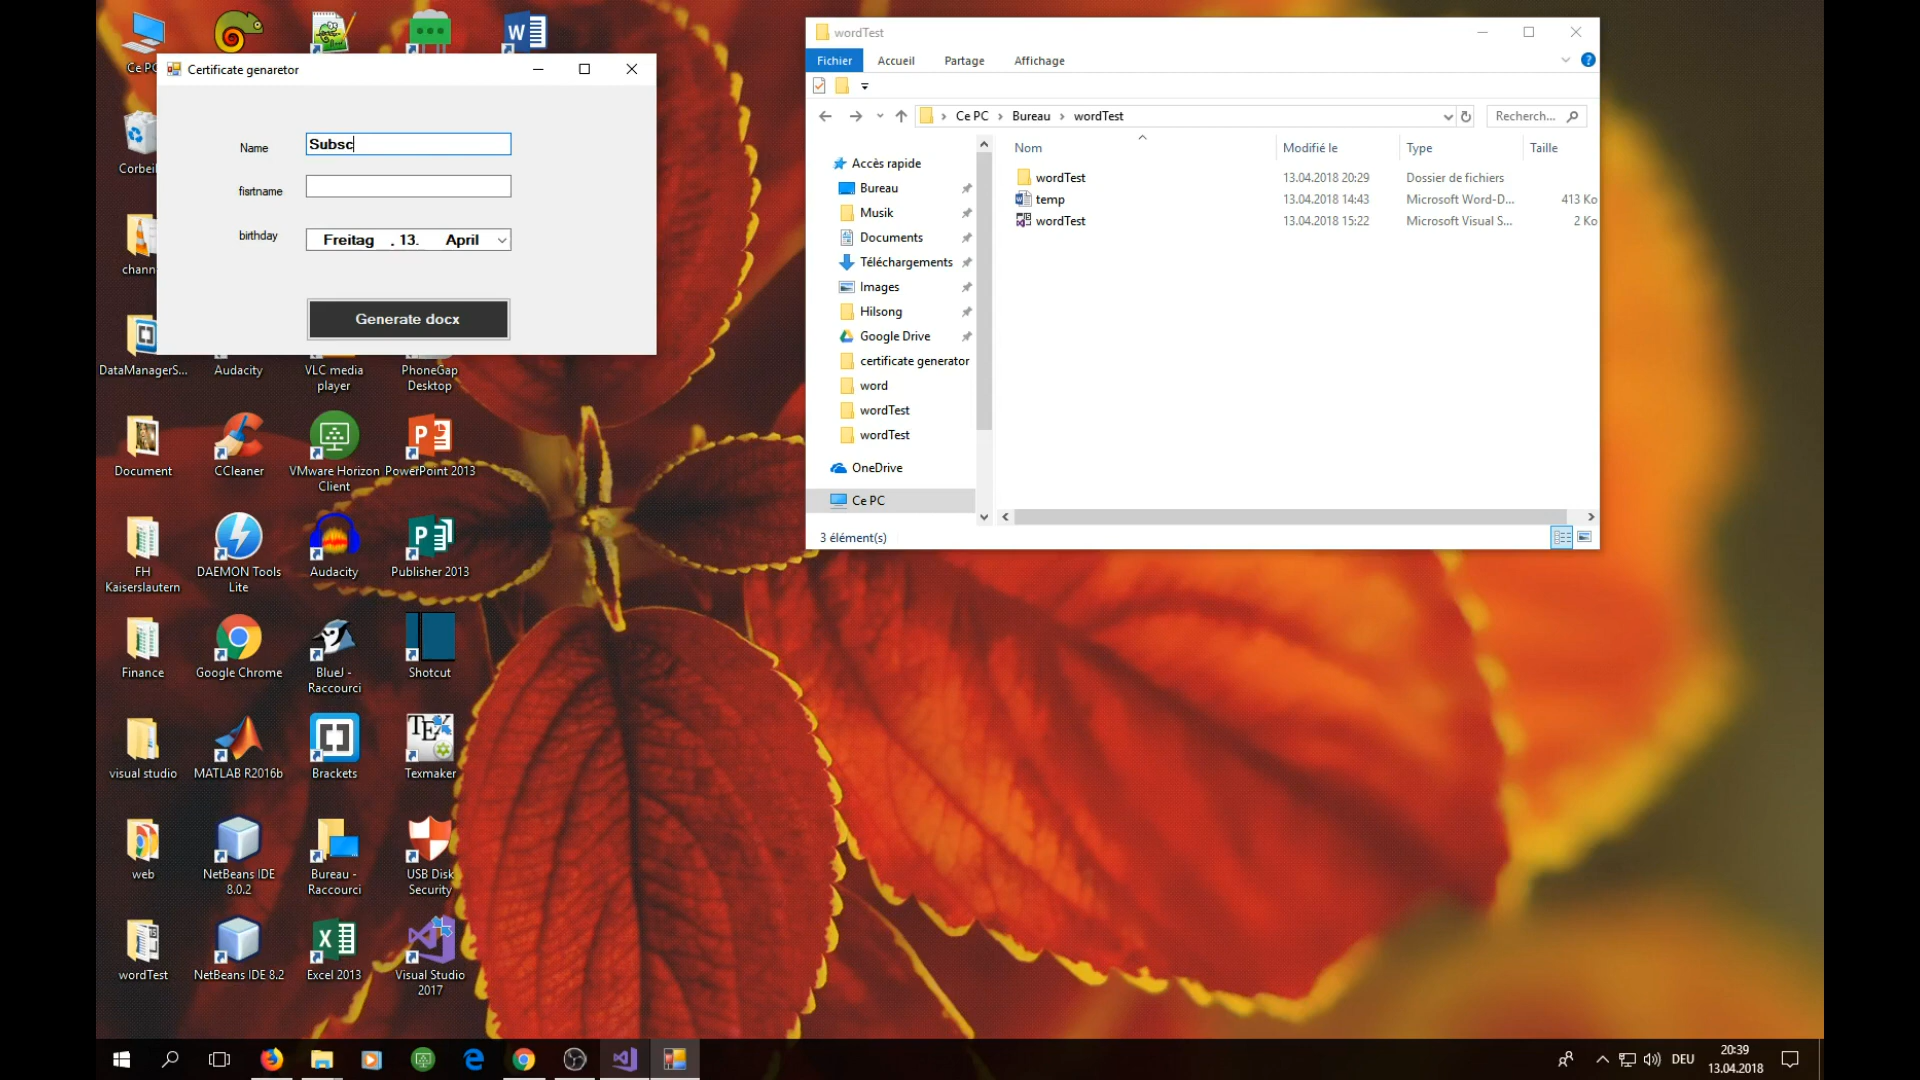 Ce PC
Corbeil
chann
DataManagerS...
Audacity
VLC media
player
PhoneGap
Desktop
Document
CCleaner
VMware Horizon
Client
PowerPoint 2013
FH
Kaiserslautern
DAEMON Tools
Lite
Audacity
Publisher 2013
Finance
Google Chrome
BlueJ -
Raccourci
Shotcut
visual studio
MATLAB R2016b
Brackets
Texmaker
web
NetBeans IDE
8.0.2
Bureau -
Raccourci
USB Disk
Security
wordTest
NetBeans IDE 8.2
Excel 2013
Visual Studio
2017
Certificate genaretor
Name
Subsc
fisrtname
birthday
Freitag , 13. April
Generate docx
wordTest
Fichier
Accueil
Partage
Affichage
Ce PC
Bureau
wordTest
Recherch...
Nom
Modifié le
Type
Taille
wordTest 13.04.2018 20:29 Dossier de fichiers
temp 13.04.2018 14:43 Microsoft Word-D... 413 Ko
wordTest 13.04.2018 15:22 Microsoft Visual S... 2 Ko
Accès rapide
Bureau
Musik
Documents
Téléchargements
Images
Hilsong
Google Drive
certificate generator
word
wordTest
wordTest
OneDrive
Ce PC
3 élément(s)
DEU
20:39
13.04.2018